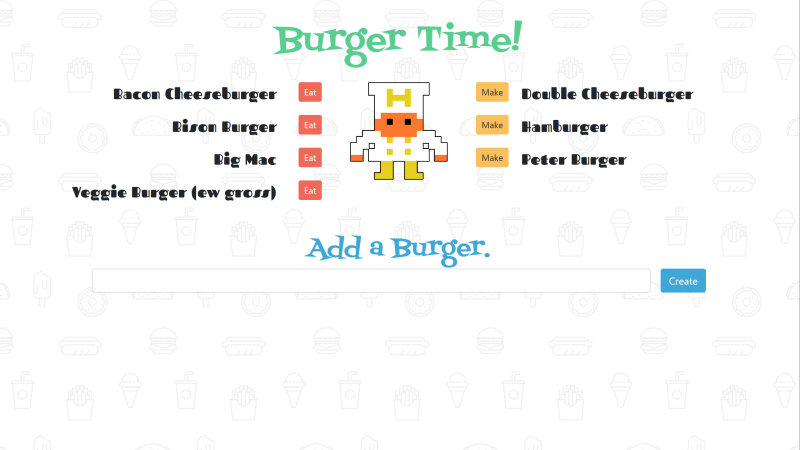 Burger Time!
Bacon Cheeseburger Eat Make Double Cheeseburger
Bison Burger Eat Make Hamburger
Big Mac Eat Make Peter Burger
Veggie Burger (ew gross) Eat
Add a Burger.
Create